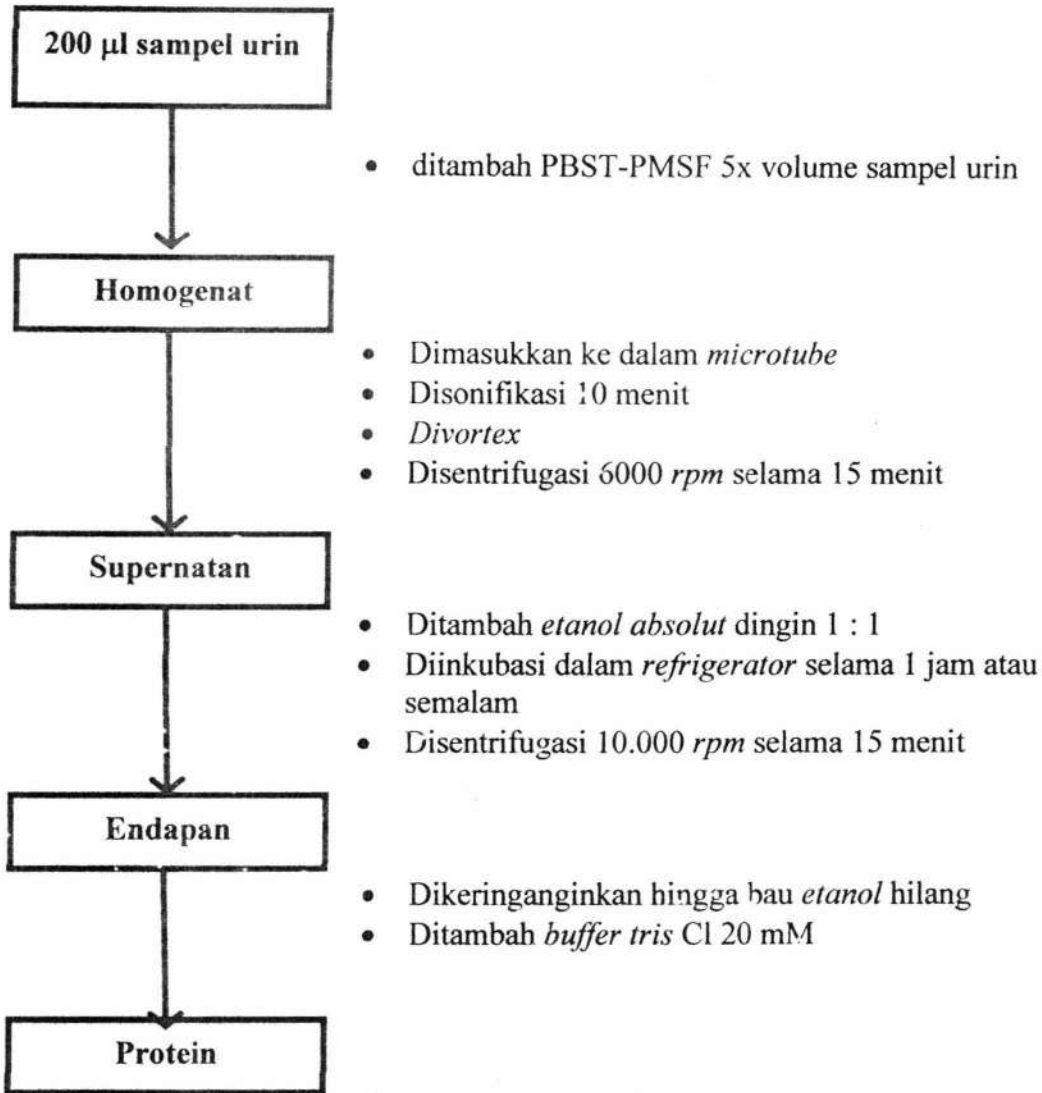 200 µl sampel urin
• ditambah PBST-PMSF 5x volume sampel urin
Homogenat
• Dimasukkan ke dalam microtube
• Disonifikasi 10 menit
• Divortex
• Disentrifugasi 6000 rpm selama 15 menit
Supernatan
• Ditambah etanol absolut dingin 1 : 1
• Diinkubasi dalam refrigerator selama 1 jam atau
semalam
• Disentrifugasi 10.000 rpm selama 15 menit
Endapan
• Dikeringanginkan hingga bau etanol hilang
• Ditambah buffer tris Cl 20 mM
Protein